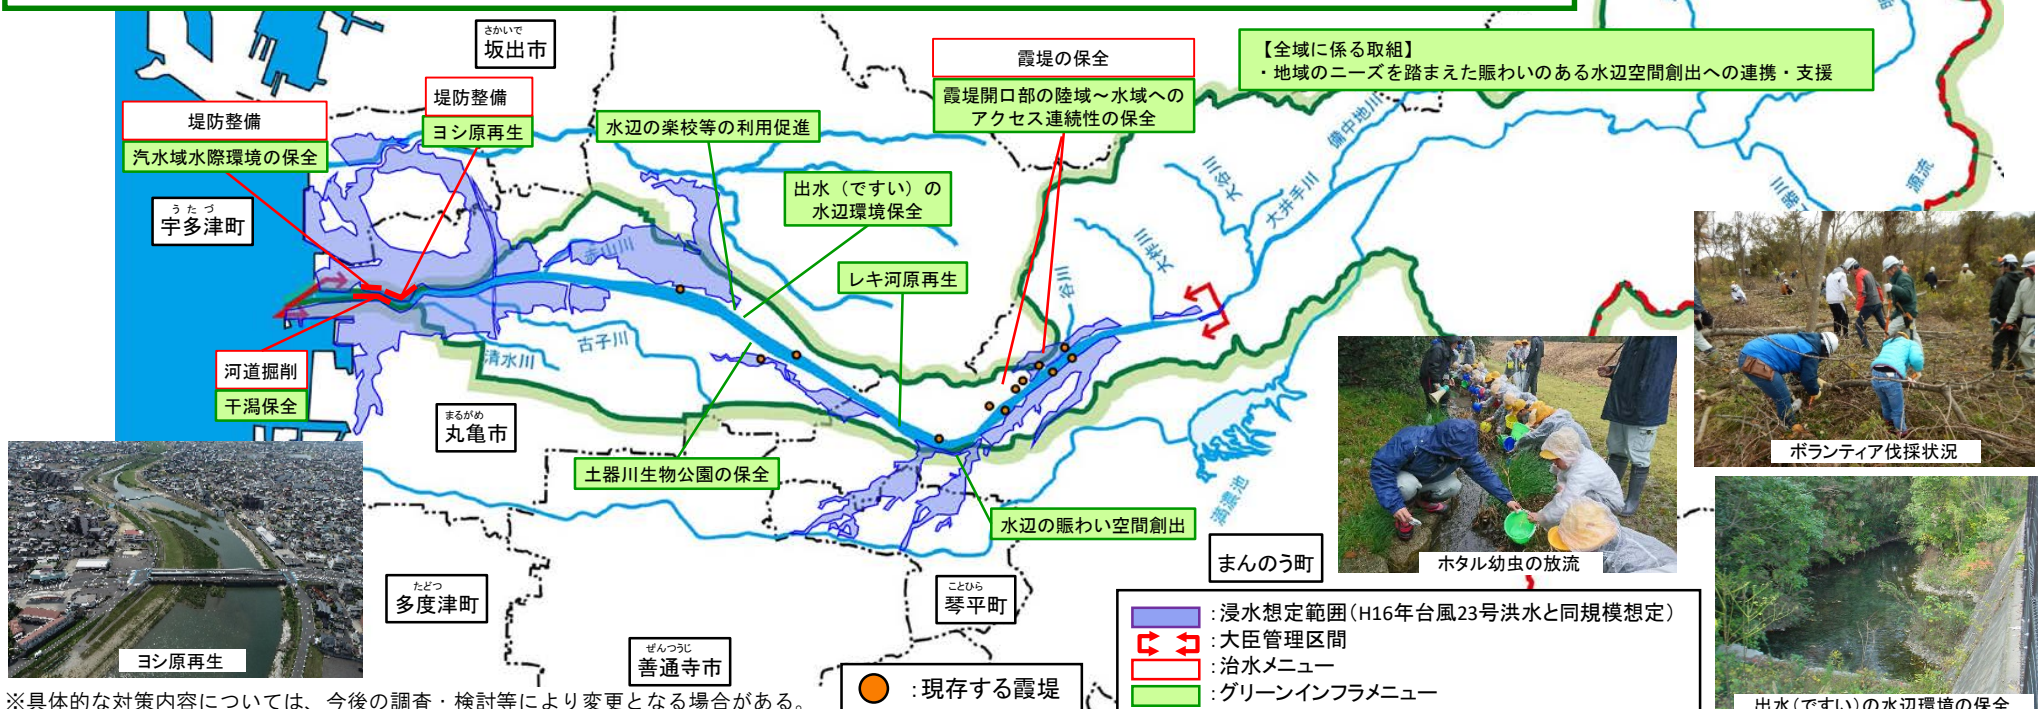 さかいで
坂出市
霞堤の保全
霞堤開口部の陸域～水域への
アクセス連続性の保全
【全域に係る取組】
・地域のニーズを踏まえた賑わいのある水辺空間創出への連携・支援
堤防整備
ヨシ原再生
堤防整備
汽水域水際環境の保全
水辺の楽校等の利用促進
出水（ですい）の
水辺環境保全
うたづ
宇多津町
レキ河原再生
備中地川
大谷川
大井手川
大柞川
源流
古子川
清水川
河道掘削
干潟保全
まるがめ
丸亀市
土器川生物公園の保全
水辺の賑わい空間創出
満濃池
まんのう町
ボランティア伐採状況
ホタル幼虫の放流
ヨシ原再生
たどつ
多度津町
ことひら
琴平町
ぜんつうじ
善通寺市
：現存する霞堤
：浸水想定範囲（H16年台風23号洪水と同規模想定）
：大臣管理区間
：治水メニュー
：グリーンインフラメニュー
出水（ですい）の水辺環境の保全
※具体的な対策内容については、今後の調査・検討等により変更となる場合がある。